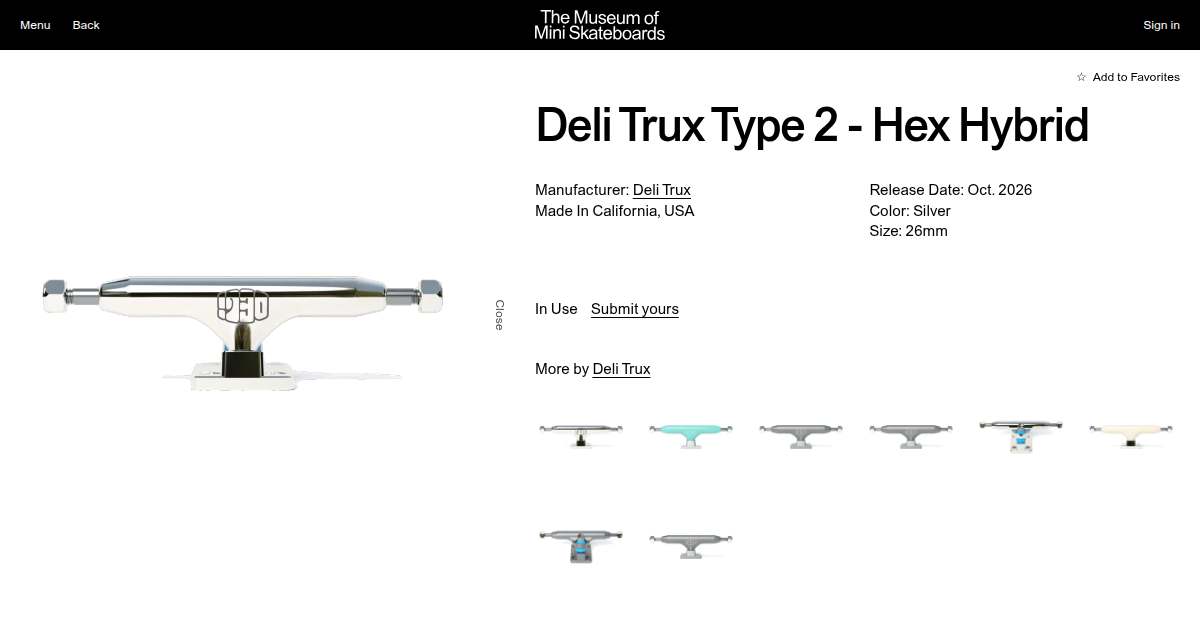 Menu
Back
The Museum of
Mini Skateboards
Sign in
☆ Add to Favorites
Deli Trux Type 2 - Hex Hybrid
Manufacturer: Deli Trux
Made In California, USA
Release Date: Oct. 2026
Color: Silver
Size: 26mm
Close
In Use Submit yours
More by Deli Trux